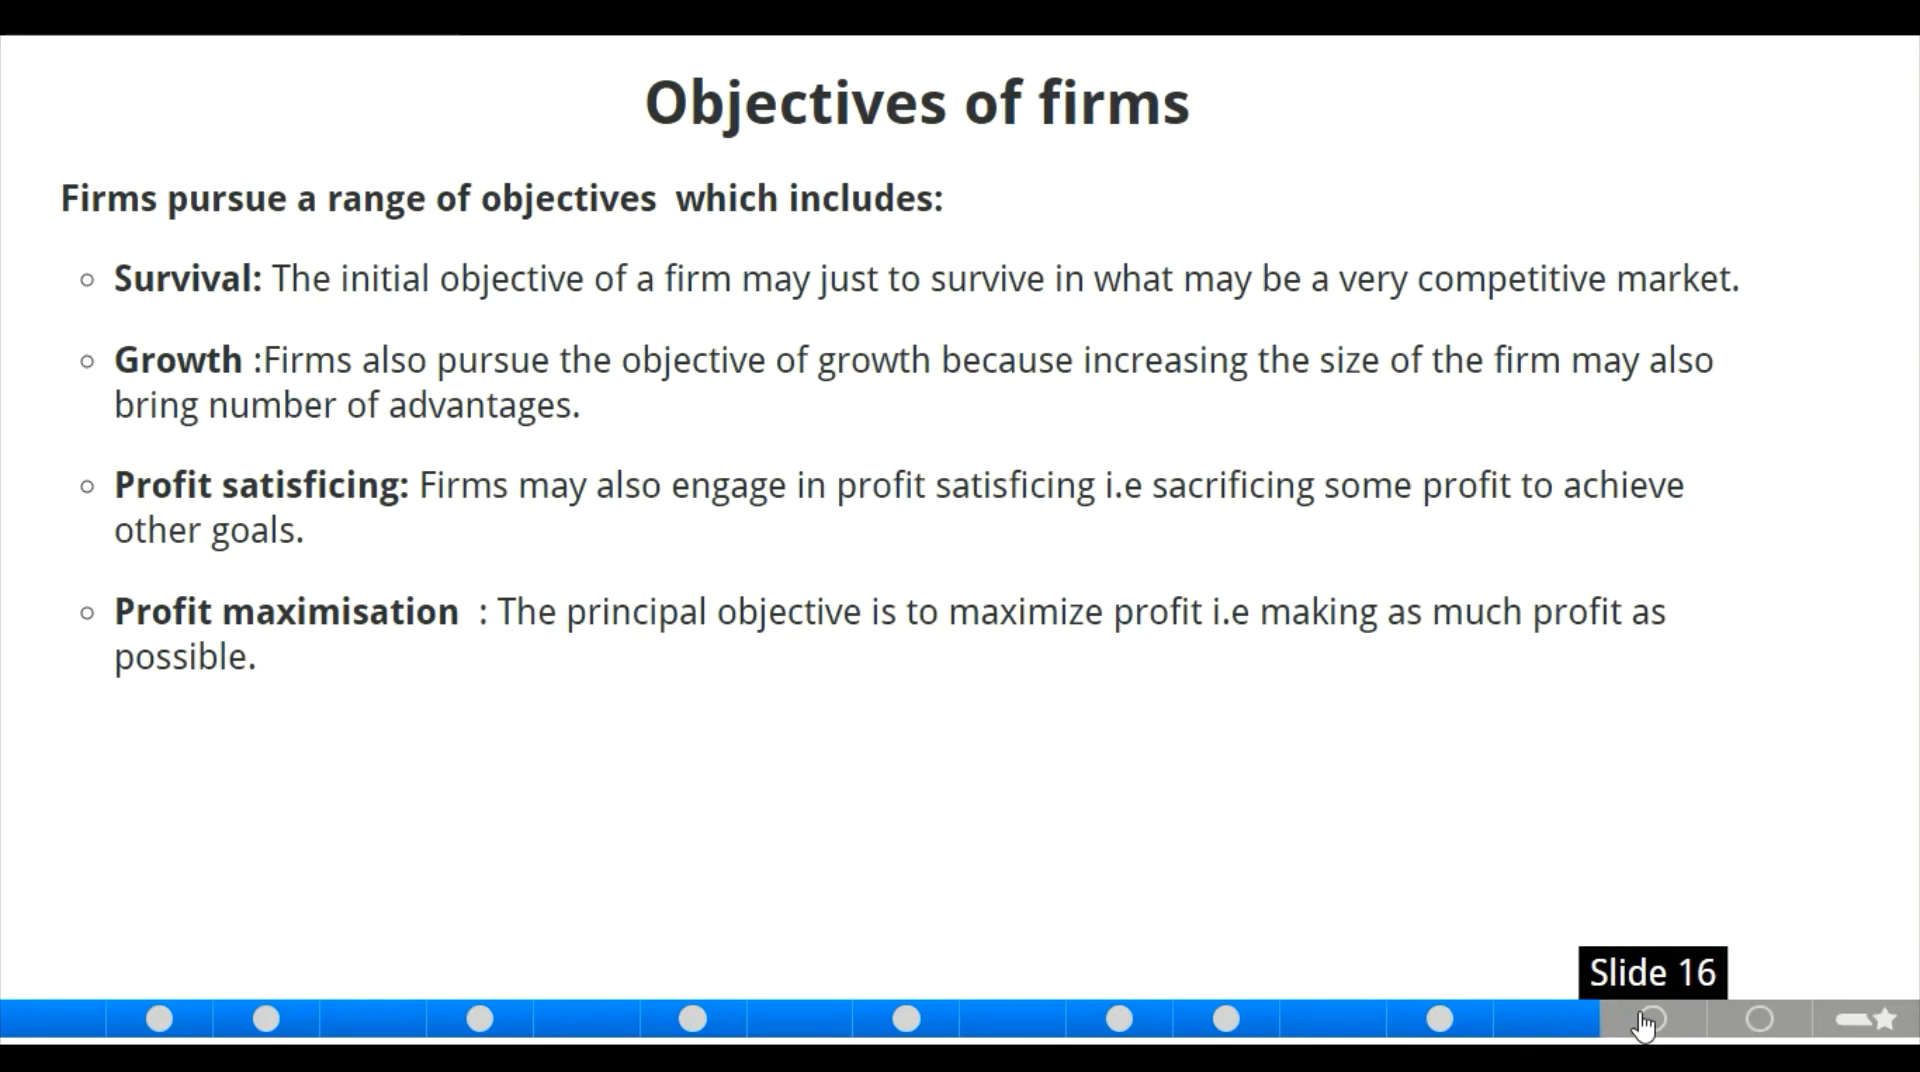 Objectives of firms
Firms pursue a range of objectives  which includes:
Survival: The initial objective of a firm may just to survive in what may be a very competitive market.
Growth :Firms also pursue the objective of growth because increasing the size of the firm may also
bring number of advantages.
Profit satisficing: Firms may also engage in profit satisficing i.e sacrificing some profit to achieve
other goals.
Profit maximisation  : The principal objective is to maximize profit i.e making as much profit as
possible.
Slide 16